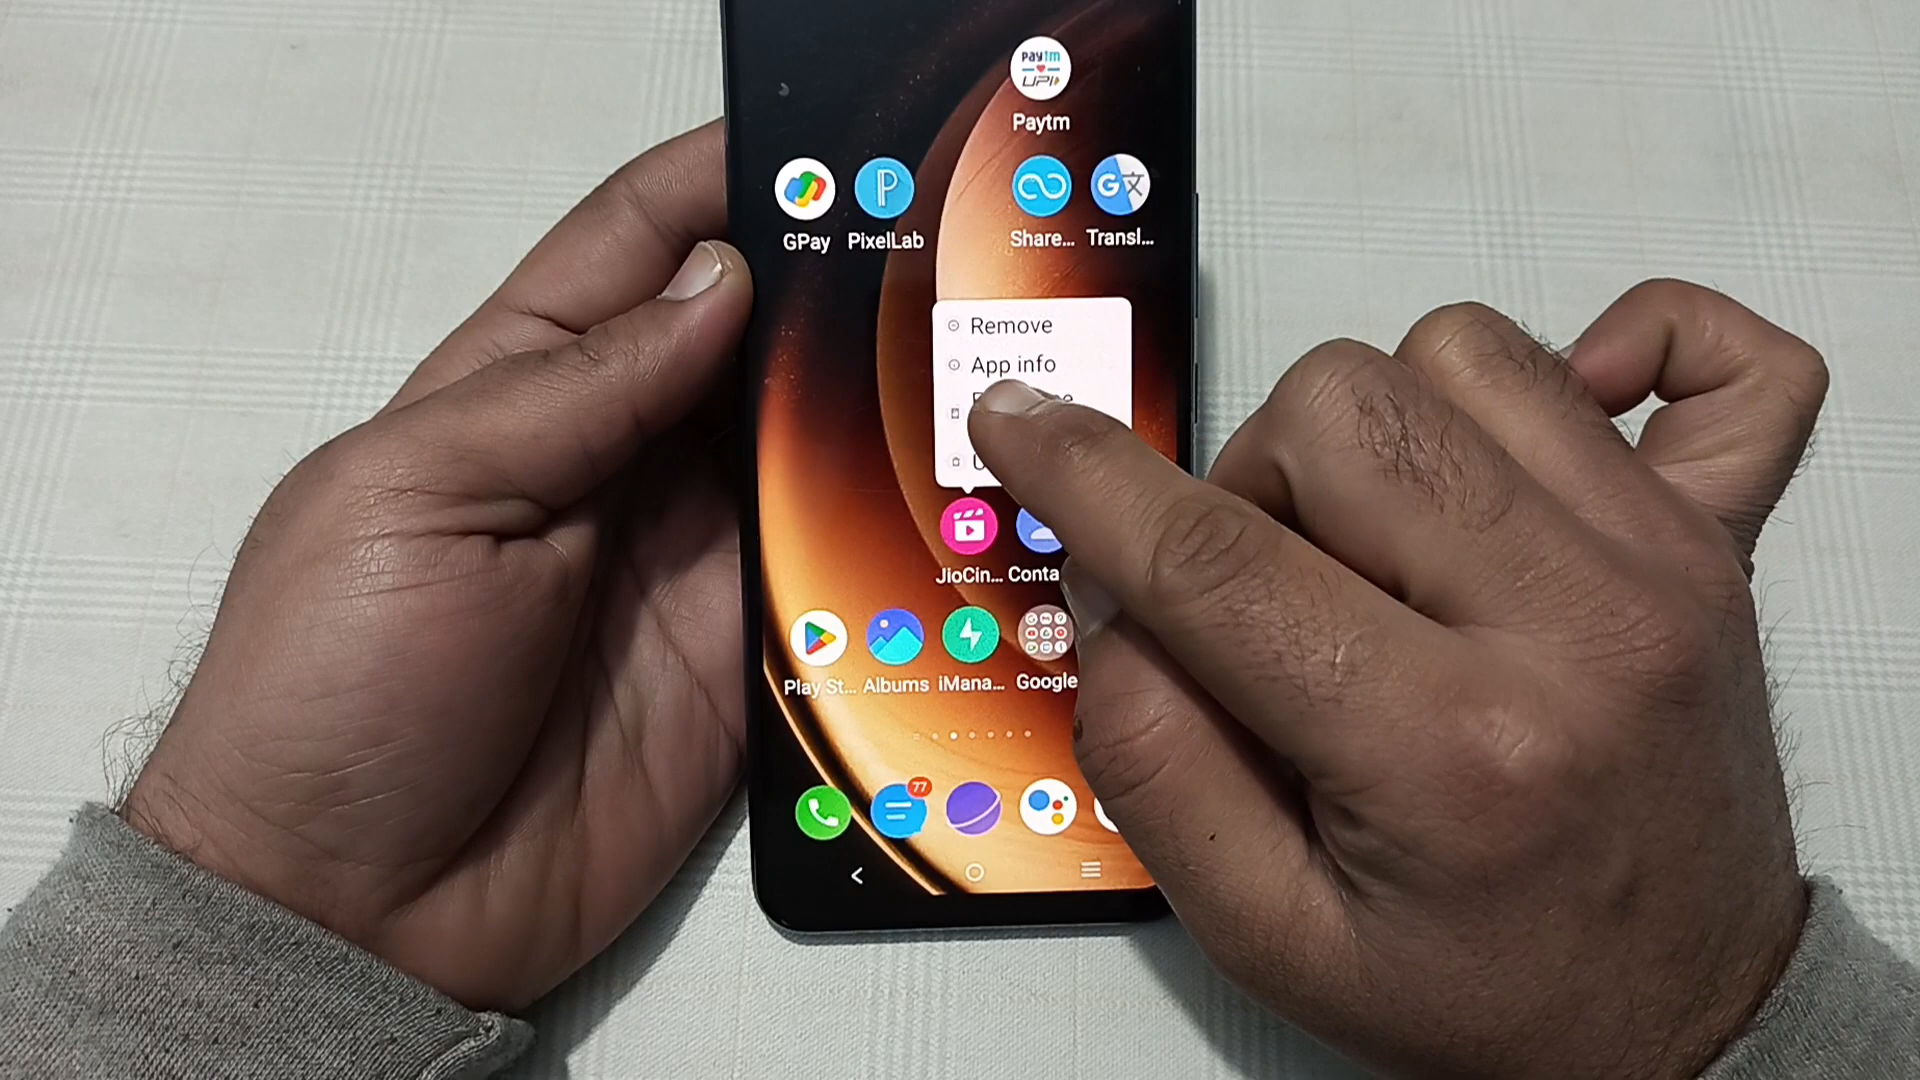 paytm
UPI
Paytm
P
G
GPay
PixelLab
Share...
Transl...
Remove
App info
JioCin...
Conta
Play St...
Albums
iMana...
Google
77